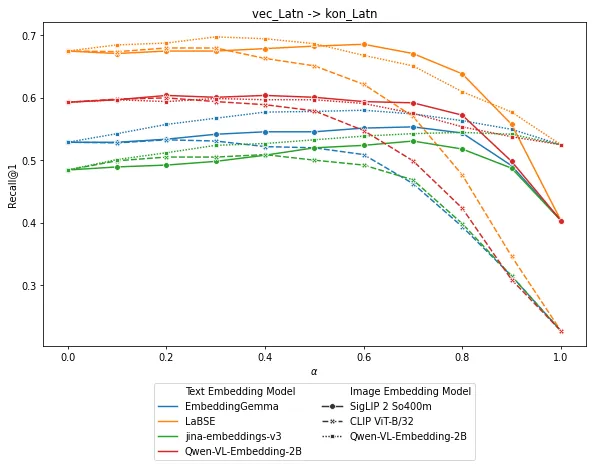 vec_Latn -> kon_Latn
0.7
0.6
0.5
0.4
0.3
Recall@1
0.0 0.2 0.4 0.6 0.8 1.0
α
Text Embedding Model Image Embedding Model
EmbeddingGemma SigLIP 2 So400m
LaBSE CLIP ViT-B/32
jina-embeddings-v3 Qwen-VL-Embedding-2B
Qwen-VL-Embedding-2B